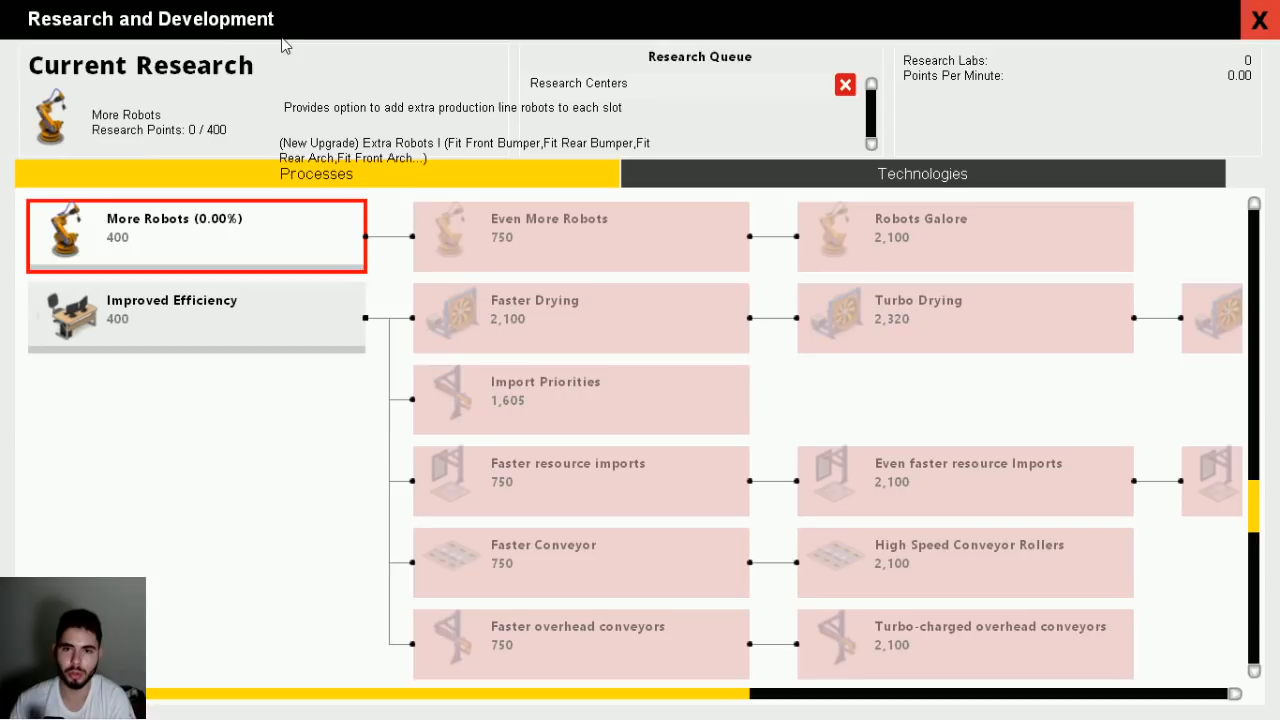 Research and Development
X
Current Research
More Robots
Research Points: 0 / 400
Provides option to add extra production line robots to each slot
(New Upgrade) Extra Robots I (Fit Front Bumper,Fit Rear Bumper,Fit
Rear Arch,Fit Front Arch...)
Research Queue
Research Centers
Research Labs: 0
Points Per Minute: 0.00
Processes
Technologies
More Robots (0.00%)
400
Even More Robots
750
Robots Galore
2,100
Improved Efficiency
400
Faster Drying
2,100
Turbo Drying
2,320
Import Priorities
1,605
Faster resource imports
750
Even faster resource Imports
2,100
Faster Conveyor
750
High Speed Conveyor Rollers
2,100
Faster overhead conveyors
750
Turbo-charged overhead conveyors
2,100